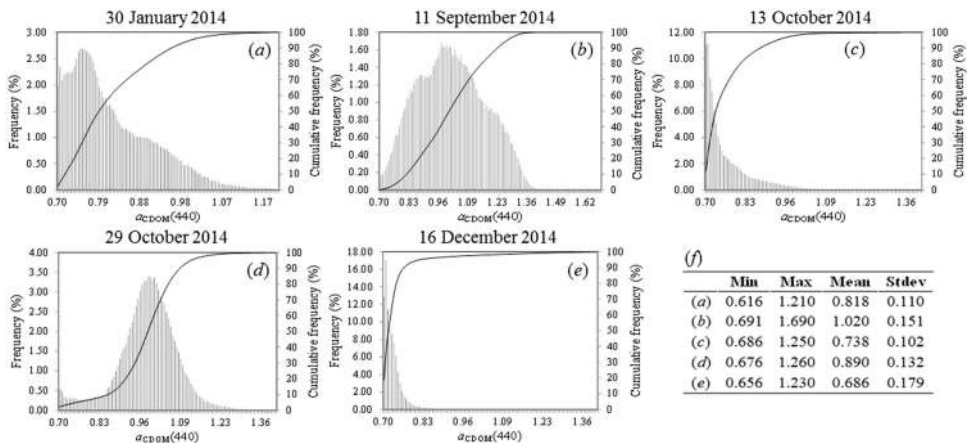 30 January 2014
(a)
Frequency (%)
3.00
2.50
2.00
1.50
1.00
0.50
0.00
Cumulative frequency (%)
100
90
80
70
60
50
40
30
20
10
0
0.70 0.79 0.89 0.98 1.07 1.17
aCDOM(440)
11 September 2014
(b)
Frequency (%)
1.80
1.60
1.40
1.20
1.00
0.80
0.60
0.40
0.20
0.00
Cumulative frequency (%)
100
90
80
70
60
50
40
30
20
10
0
0.70 0.83 0.96 1.09 1.23 1.36 1.49 1.62
aCDOM(440)
13 October 2014
(c)
Frequency (%)
12.00
10.00
8.00
6.00
4.00
2.00
0.00
Cumulative frequency (%)
100
90
80
70
60
50
40
30
20
10
0
0.70 0.83 0.96 1.09 1.23 1.36
aCDOM(440)
29 October 2014
(d)
Frequency (%)
4.00
3.50
3.00
2.50
2.00
1.50
1.00
0.50
0.00
Cumulative frequency (%)
100
90
80
70
60
50
40
30
20
10
0
0.70 0.83 0.96 1.09 1.23 1.36
aCDOM(440)
16 December 2014
(e)
Frequency (%)
18.00
16.00
14.00
12.00
10.00
8.00
6.00
4.00
2.00
0.00
Cumulative frequency (%)
100
90
80
70
60
50
40
30
20
10
0
0.70 0.83 0.96 1.09 1.23 1.36
aCDOM(440)
(f)
Min Max Mean Stdev
(a) 0.616 1.210 0.818 0.110
(b) 0.691 1.690 1.020 0.151
(c) 0.686 1.250 0.738 0.102
(d) 0.676 1.260 0.890 0.132
(e) 0.656 1.230 0.686 0.179